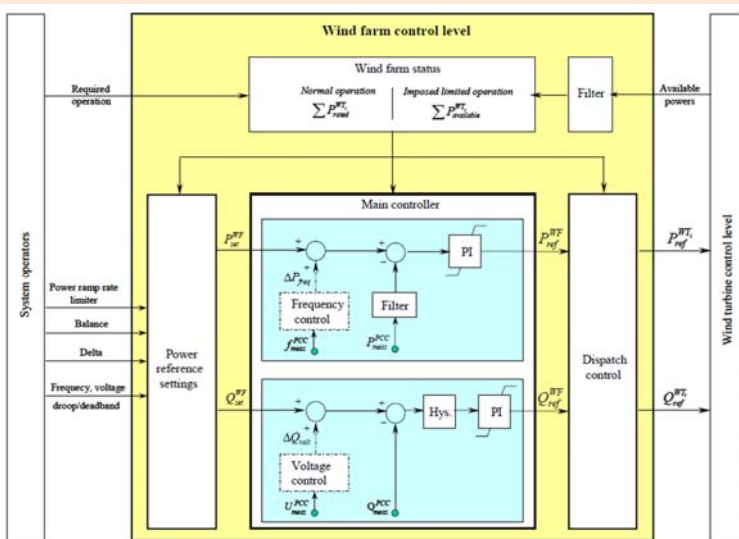 Wind farm control level
Wind farm status
Normal operation
Imposed limited operation
∑ P_rated^WT_i
∑ P_available^WT_i
Filter
Required
operation
Available
powers
System operators
Wind turbine control level
Main controller
P_set^WF
ΔP_freq
PI
P_ref^WF
P_ref^WT_i
Frequency
control
Filter
f_meas^PCC
P_meas^PCC
Power ramp rate
limiter
Balance
Delta
Frequecy, voltage
droop/deadband
Power
reference
settings
Dispatch
control
Q_set^WF
Hys.
PI
Q_ref^WF
Q_ref^WT_i
ΔQ_volt
Voltage
control
U_meas^PCC
Q_meas^PCC